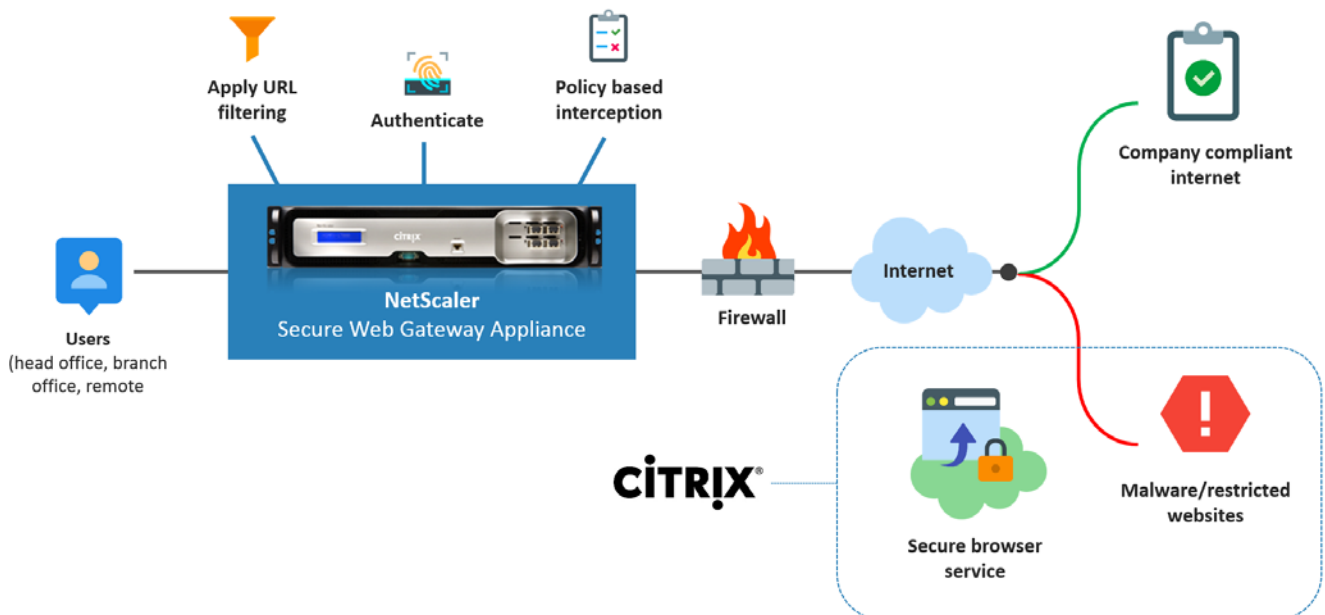 Apply URL
filtering
Authenticate
Policy based
interception
Company compliant
internet
CITRIX
NetScaler
Secure Web Gateway Appliance
Users
(head office, branch
office, remote
Firewall
Internet
CITRIX®
Secure browser
service
Malware/restricted
websites